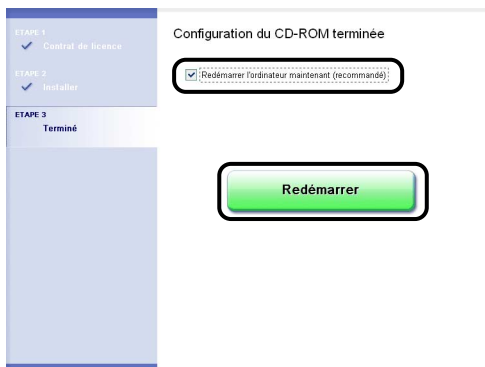 ETAPE 1
Contrat de licence
ETAPE 2
Installer
ETAPE 3
Terminé
Configuration du CD-ROM terminée
Redémarrer l'ordinateur maintenant (recommandé)
Redémarrer